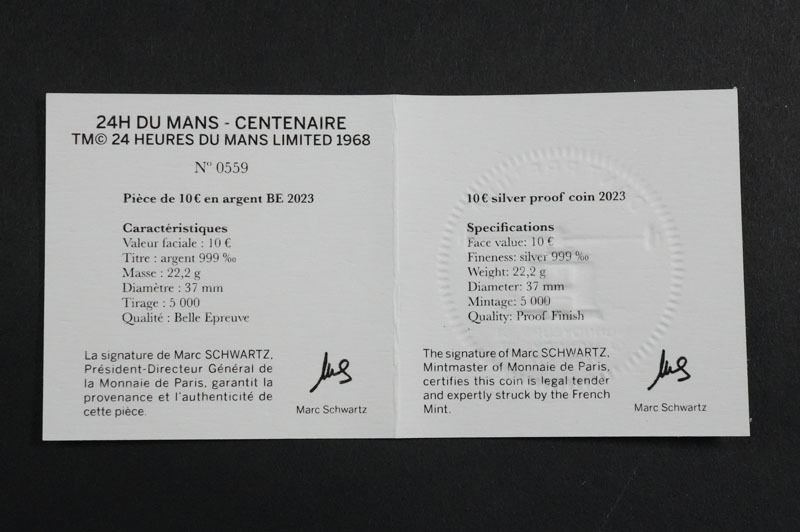 24H DU MANS - CENTENAIRE
TM© 24 HEURES DU MANS LIMITED 1968
N° 0559
Pièce de 10€ en argent BE 2023
Caractéristiques
Valeur faciale : 10 €
Titre : argent 999 ‰
Masse : 22,2 g
Diamètre : 37 mm
Tirage : 5 000
Qualité : Belle Epreuve
La signature de Marc SCHWARTZ,
Président-Directeur Général de
la Monnaie de Paris, garantit la
provenance et l'authenticité de
cette pièce.
Marc Schwartz
10€ silver proof coin 2023
Specifications
Face value: 10 €
Fineness: silver 999 ‰
Weight: 22,2 g
Diameter: 37 mm
Mintage: 5 000
Quality: Proof Finish
The signature of Marc SCHWARTZ,
Mintmaster of Monnaie de Paris,
certifies this coin is legal tender
and expertly struck by the French
Mint.
Marc Schwartz